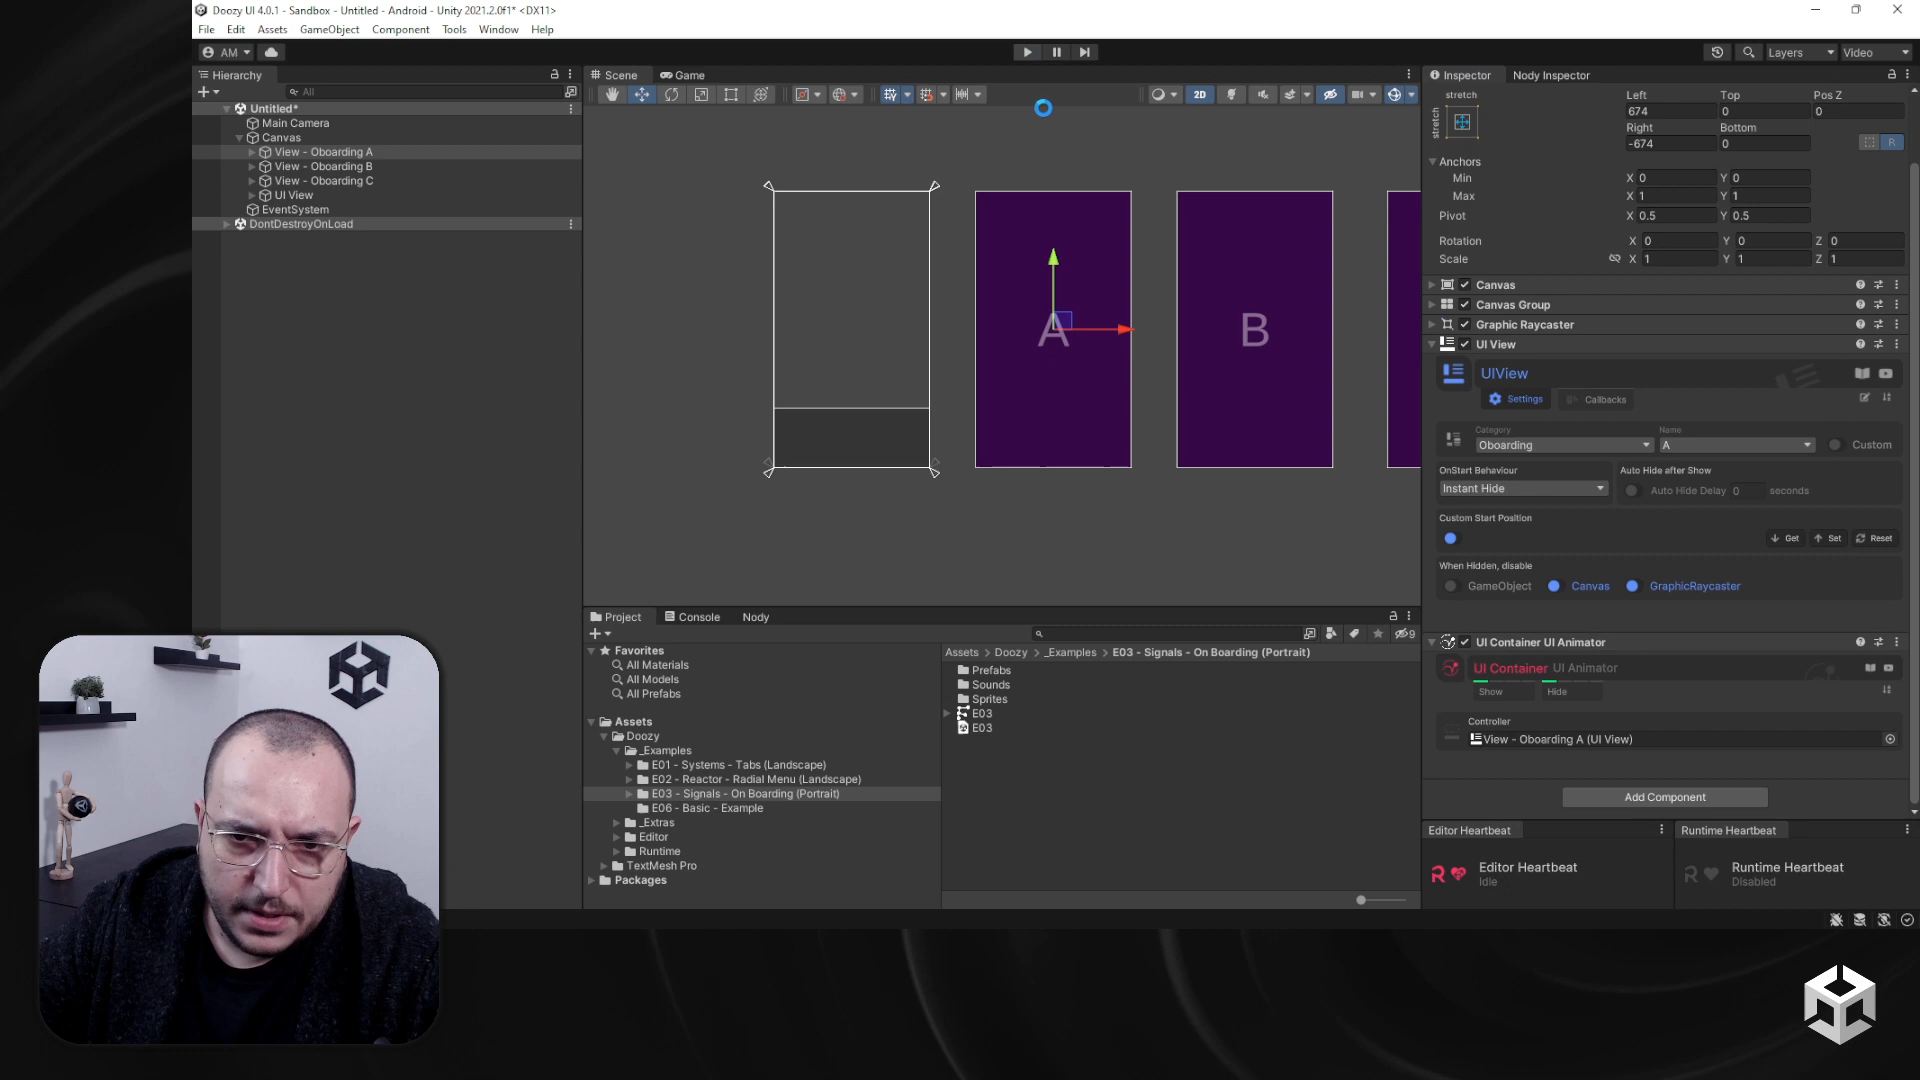 Doozy UI 4.0.1 - Sandbox - Untitled - Android - Unity 2021.2.0f1* <DX11>
File Edit Assets GameObject Component Tools Window Help
AM Layers Video
Hierarchy
All
Untitled*
Main Camera
Canvas
View - Oboarding A
View - Oboarding B
View - Oboarding C
UI View
EventSystem
DontDestroyOnLoad
Scene Game
2D
A
B
Inspector Node Inspector
stretch
stretch
Left Top Pos Z
674 0 0
Right Bottom
-674 0 R
Anchors
Min X 0 Y 0
Max X 1 Y 1
Pivot X 0.5 Y 0.5
Rotation X 0 Y 0 Z 0
Scale X 1 Y 1 Z 1
Canvas
Canvas Group
Graphic Raycaster
UI View
UIView
Settings Callbacks
Category Name
Oboarding A Custom
OnStart Behaviour Auto Hide after Show
Instant Hide Auto Hide Delay 0 seconds
Custom Start Position
Get Set Reset
When Hidden, disable
GameObject Canvas GraphicRaycaster
UI Container UI Animator
UI Container UI Animator
Show Hide
Controller
View - Oboarding A (UI View)
Add Component
Editor Heartbeat Runtime Heartbeat
Editor Heartbeat
Idle
Runtime Heartbeat
Disabled
Project Console Nody
9
Favorites
All Materials
All Models
All Prefabs
Assets
Doozy
_Examples
E01 - Systems - Tabs (Landscape)
E02 - Reactor - Radial Menu (Landscape)
E03 - Signals - On Boarding (Portrait)
E06 - Basic - Example
_Extras
Editor
Runtime
TextMesh Pro
Packages
Assets > Doozy > _Examples > E03 - Signals - On Boarding (Portrait)
Prefabs
Sounds
Sprites
E03
E03